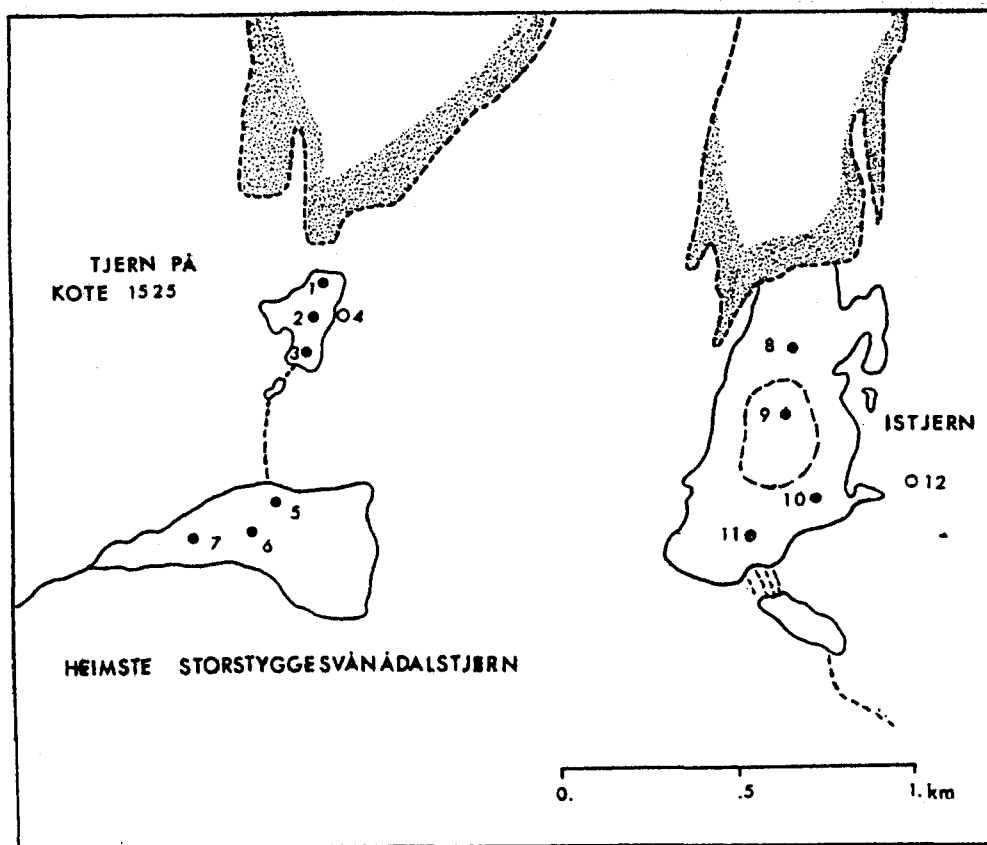 TJERN PÅ
KOTE 1525
1
2
4
3
8
9
ISTJERN
12
10
5
11
7
6
HEIMSTE STORSTYGGESVÅNÅDALSTJERN
0.
.5
1. km